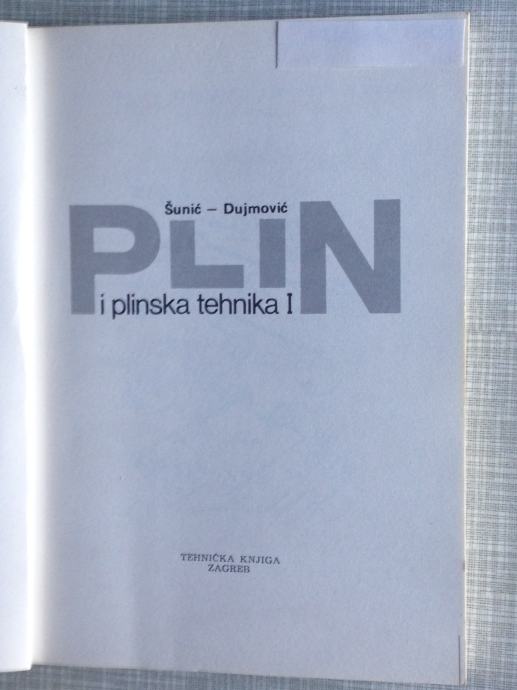 Šunić – Dujmović
PLIN
i plinska tehnika I
TEHNIČKA KNJIGA
ZAGREB